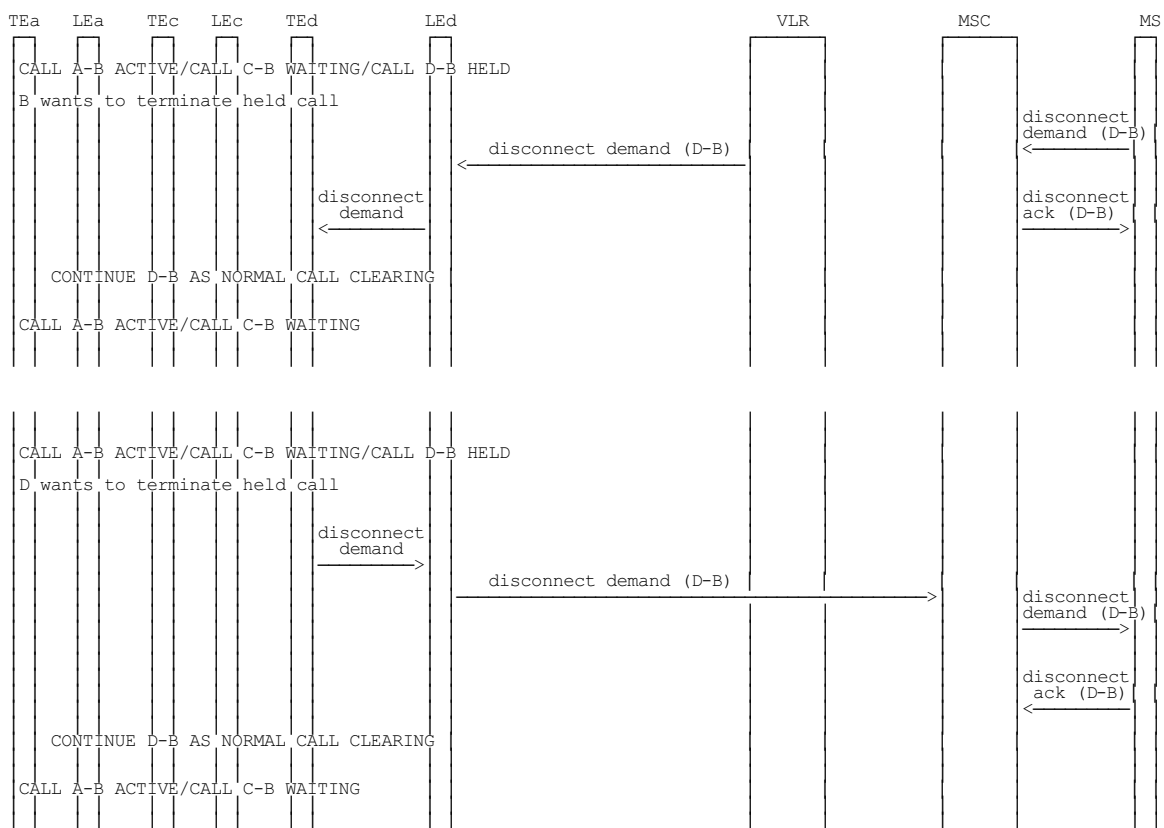 TEa LEa TEc LEc TEd LEd VLR MSC MS
CALL A-B ACTIVE/CALL C-B WAITING/CALL D-B HELD
B wants to terminate held call
disconnect
demand (D-B)
disconnect demand (D-B)
disconnect
demand
disconnect
ack (D-B)
CONTINUE D-B AS NORMAL CALL CLEARING
CALL A-B ACTIVE/CALL C-B WAITING
CALL A-B ACTIVE/CALL C-B WAITING/CALL D-B HELD
D wants to terminate held call
disconnect
demand
disconnect demand (D-B)
disconnect
demand (D-B)
disconnect
ack (D-B)
CONTINUE D-B AS NORMAL CALL CLEARING
CALL A-B ACTIVE/CALL C-B WAITING